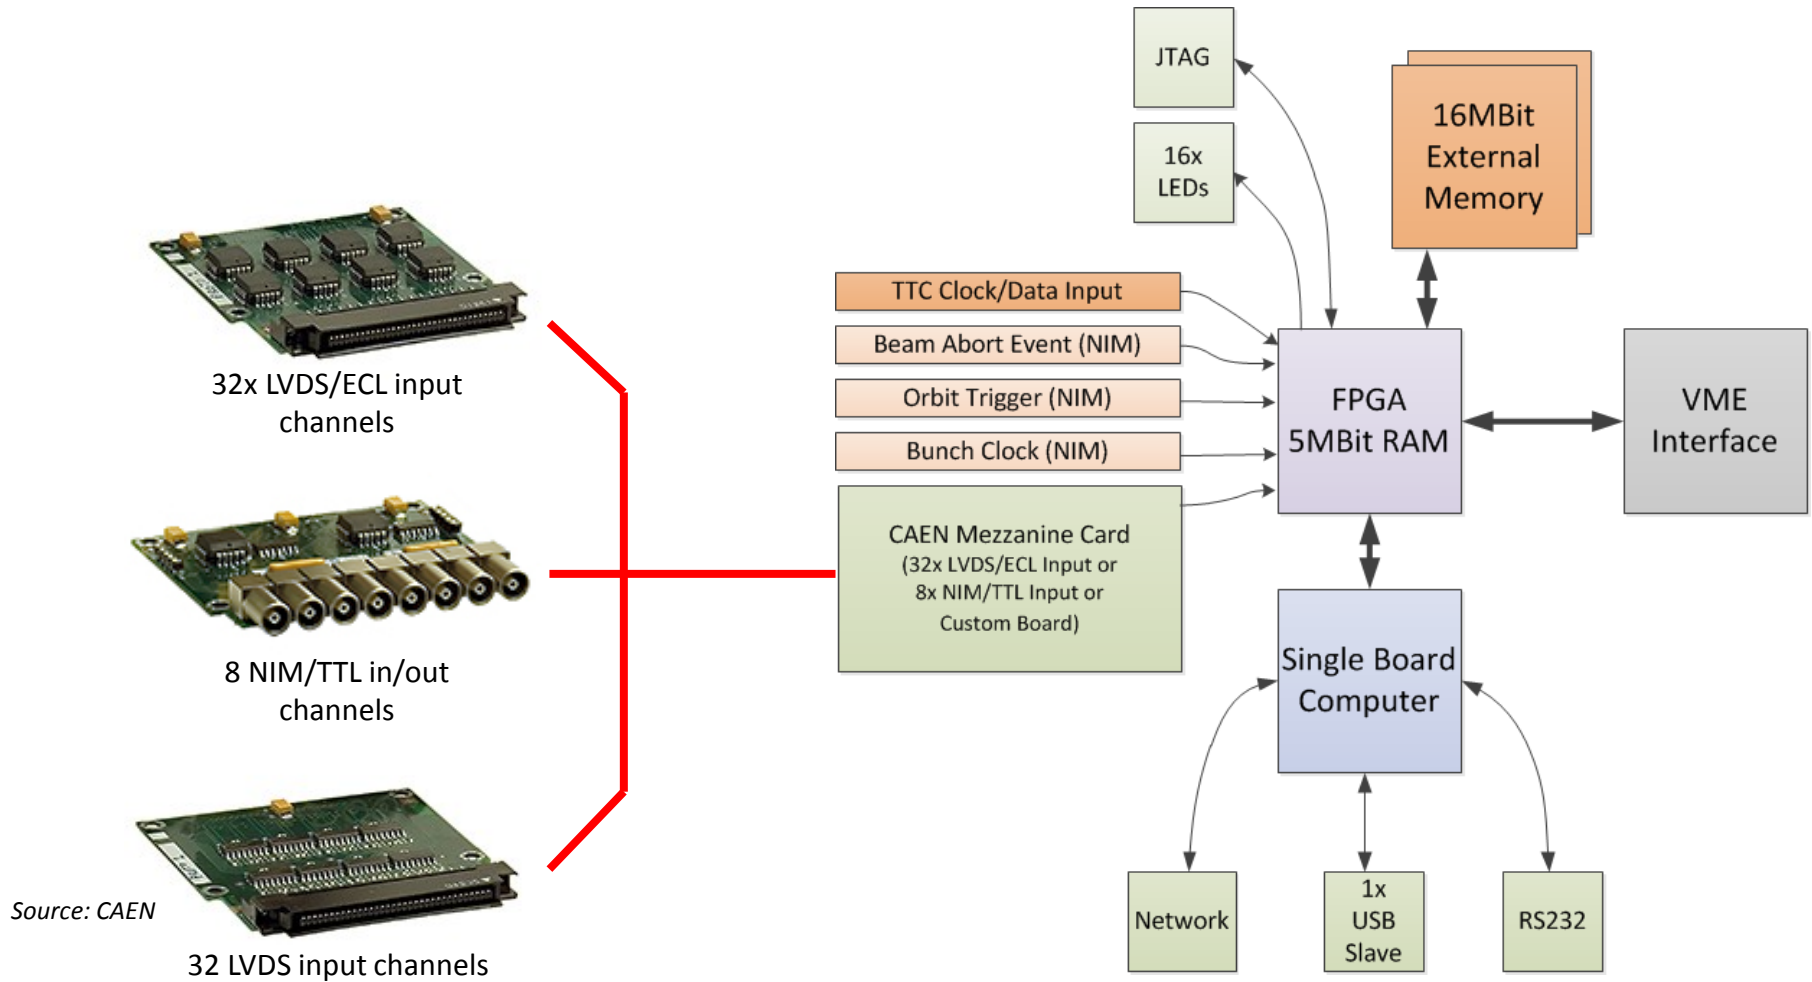 32x LVDS/ECL input
channels
8 NIM/TTL in/out
channels
Source: CAEN
32 LVDS input channels
JTAG
16x
LEDs
16MBit
External
Memory
TTC Clock/Data Input
Beam Abort Event (NIM)
Orbit Trigger (NIM)
Bunch Clock (NIM)
CAEN Mezzanine Card
(32x LVDS/ECL Input or
8x NIM/TTL Input or
Custom Board)
FPGA
5MBit RAM
VME
Interface
Single Board
Computer
Network
1x
USB
Slave
RS232